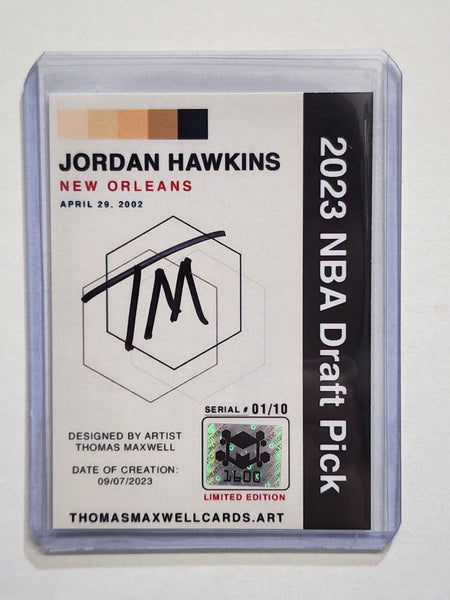 JORDAN HAWKINS
NEW ORLEANS
APRIL 29, 2002
TM
SERIAL # 01/10
1600
LIMITED EDITION
DESIGNED BY ARTIST
THOMAS MAXWELL
DATE OF CREATION:
09/07/2023
THOMASMAXWELLCARDS.ART
2023 NBA Draft Pick